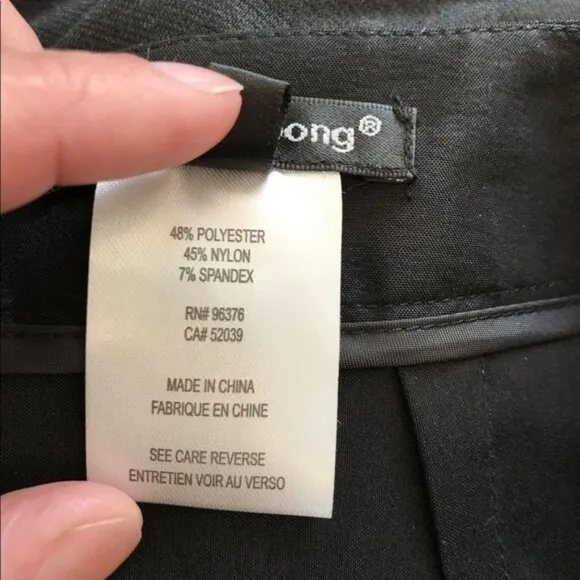 ong®
48% POLYESTER
45% NYLON
7% SPANDEX
RN# 96376
CA# 52039
MADE IN CHINA
FABRIQUE EN CHINE
SEE CARE REVERSE
ENTRETIEN VOIR AU VERSO